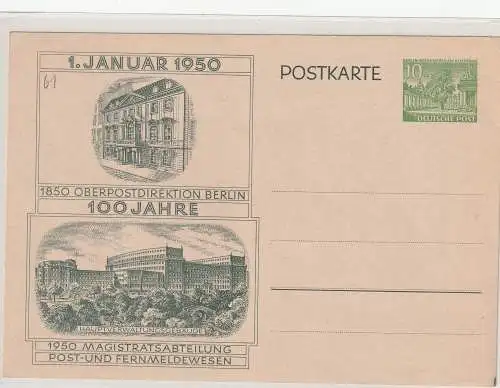 1. JANUAR 1950
61
1850 OBERPOSTDIREKTION BERLIN
100 JAHRE
HAUPTVERWALTUNGSGEBÄUDE
1950 MAGISTRATSABTEILUNG
POST- UND FERNMELDEWESEN
POSTKARTE
10
DEUTSCHE POST